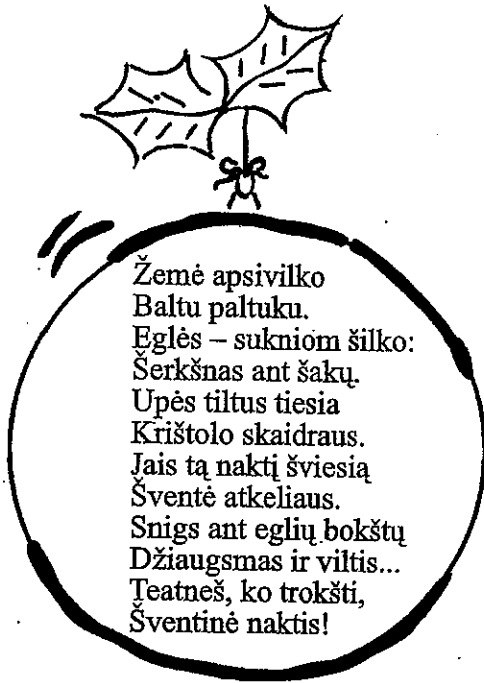 Žemė apsivilko
Baltu paltuku.
Eglės – sukniom šilko:
Šerkšnas ant šakų.
Upės tiltus tiesia
Krištolo skaidraus.
Jais tą naktį šviesią
Šventė atkeliaus.
Snigs ant eglių bokštų
Džiaugsmas ir viltis...
Teatneš, ko trokšti,
Šventinė naktis!